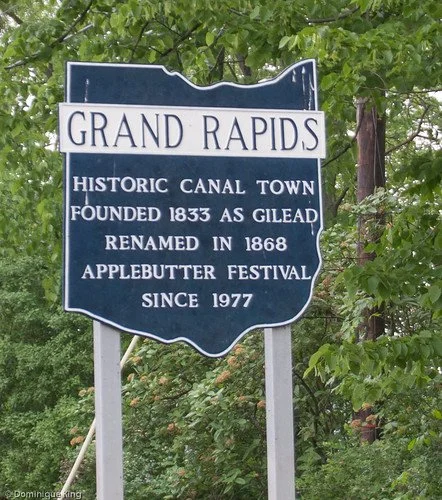 GRAND RAPIDS
HISTORIC CANAL TOWN
FOUNDED 1833 AS GILEAD
RENAMED IN 1868
APPLEBUTTER FESTIVAL
SINCE 1977
© Dominique King